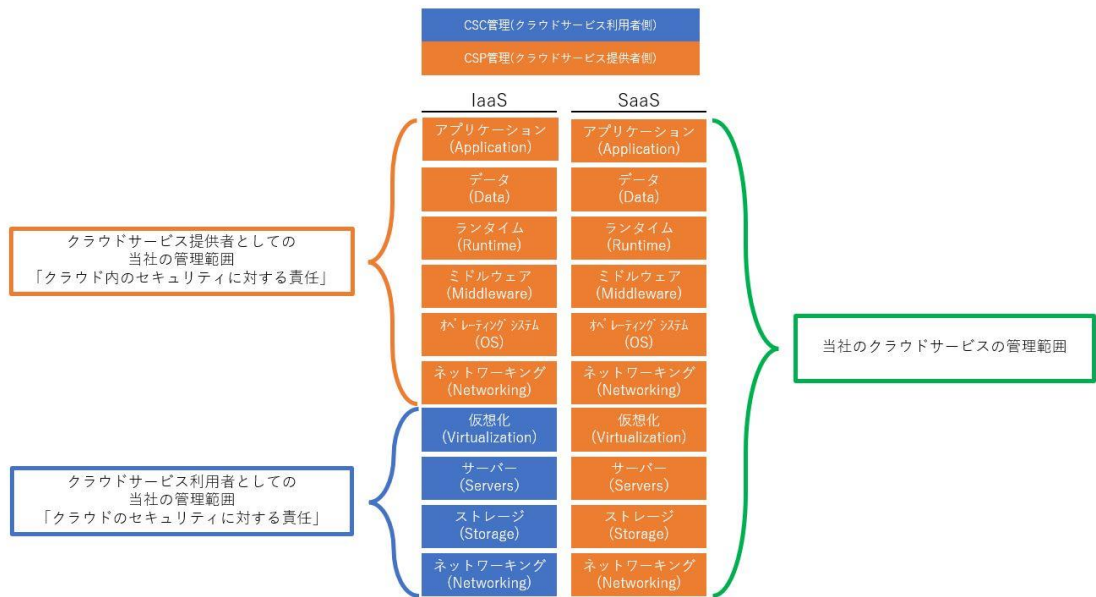 CSC管理(クラウドサービス利用者側)
CSP管理(クラウドサービス提供者側)
IaaS
SaaS
アプリケーション
(Application)
データ
(Data)
ランタイム
(Runtime)
ミドルウェア
(Middleware)
ｵﾍﾟﾚｰﾃｨﾝｸﾞｼｽﾃﾑ
(OS)
ネットワーキング
(Networking)
仮想化
(Virtualization)
サーバー
(Servers)
ストレージ
(Storage)
ネットワーキング
(Networking)
アプリケーション
(Application)
データ
(Data)
ランタイム
(Runtime)
ミドルウェア
(Middleware)
ｵﾍﾟﾚｰﾃｨﾝｸﾞｼｽﾃﾑ
(OS)
ネットワーキング
(Networking)
仮想化
(Virtualization)
サーバー
(Servers)
ストレージ
(Storage)
ネットワーキング
(Networking)
クラウドサービス提供者としての
当社の管理範囲
「クラウド内のセキュリティに対する責任」
クラウドサービス利用者としての
当社の管理範囲
「クラウドのセキュリティに対する責任」
当社のクラウドサービスの管理範囲